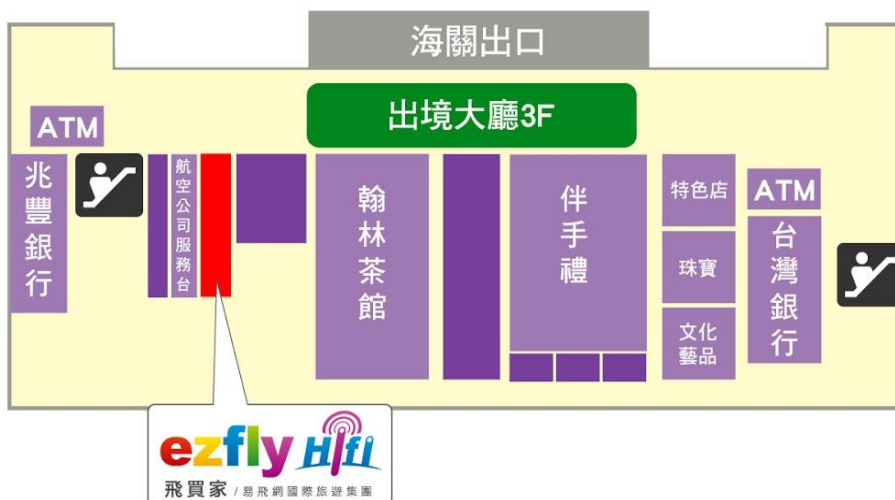 海關出口
出境大廳3F
ATM
兆豐銀行
航空公司服務台
翰林茶館
伴手禮
特色店
珠寶
文化
藝品
ATM
台灣銀行
ezfly Hifi
飛買家 / 易飛網國際旅遊集團